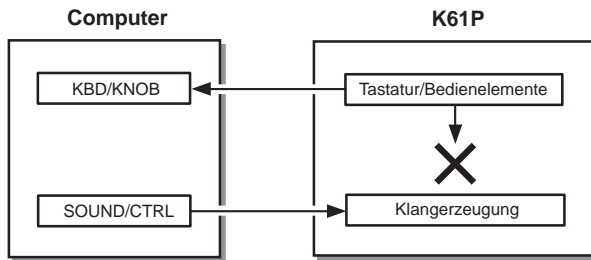 Computer
K61P
KBD/KNOB
Tastatur/Bedienelemente
SOUND/CTRL
Klangerzeugung